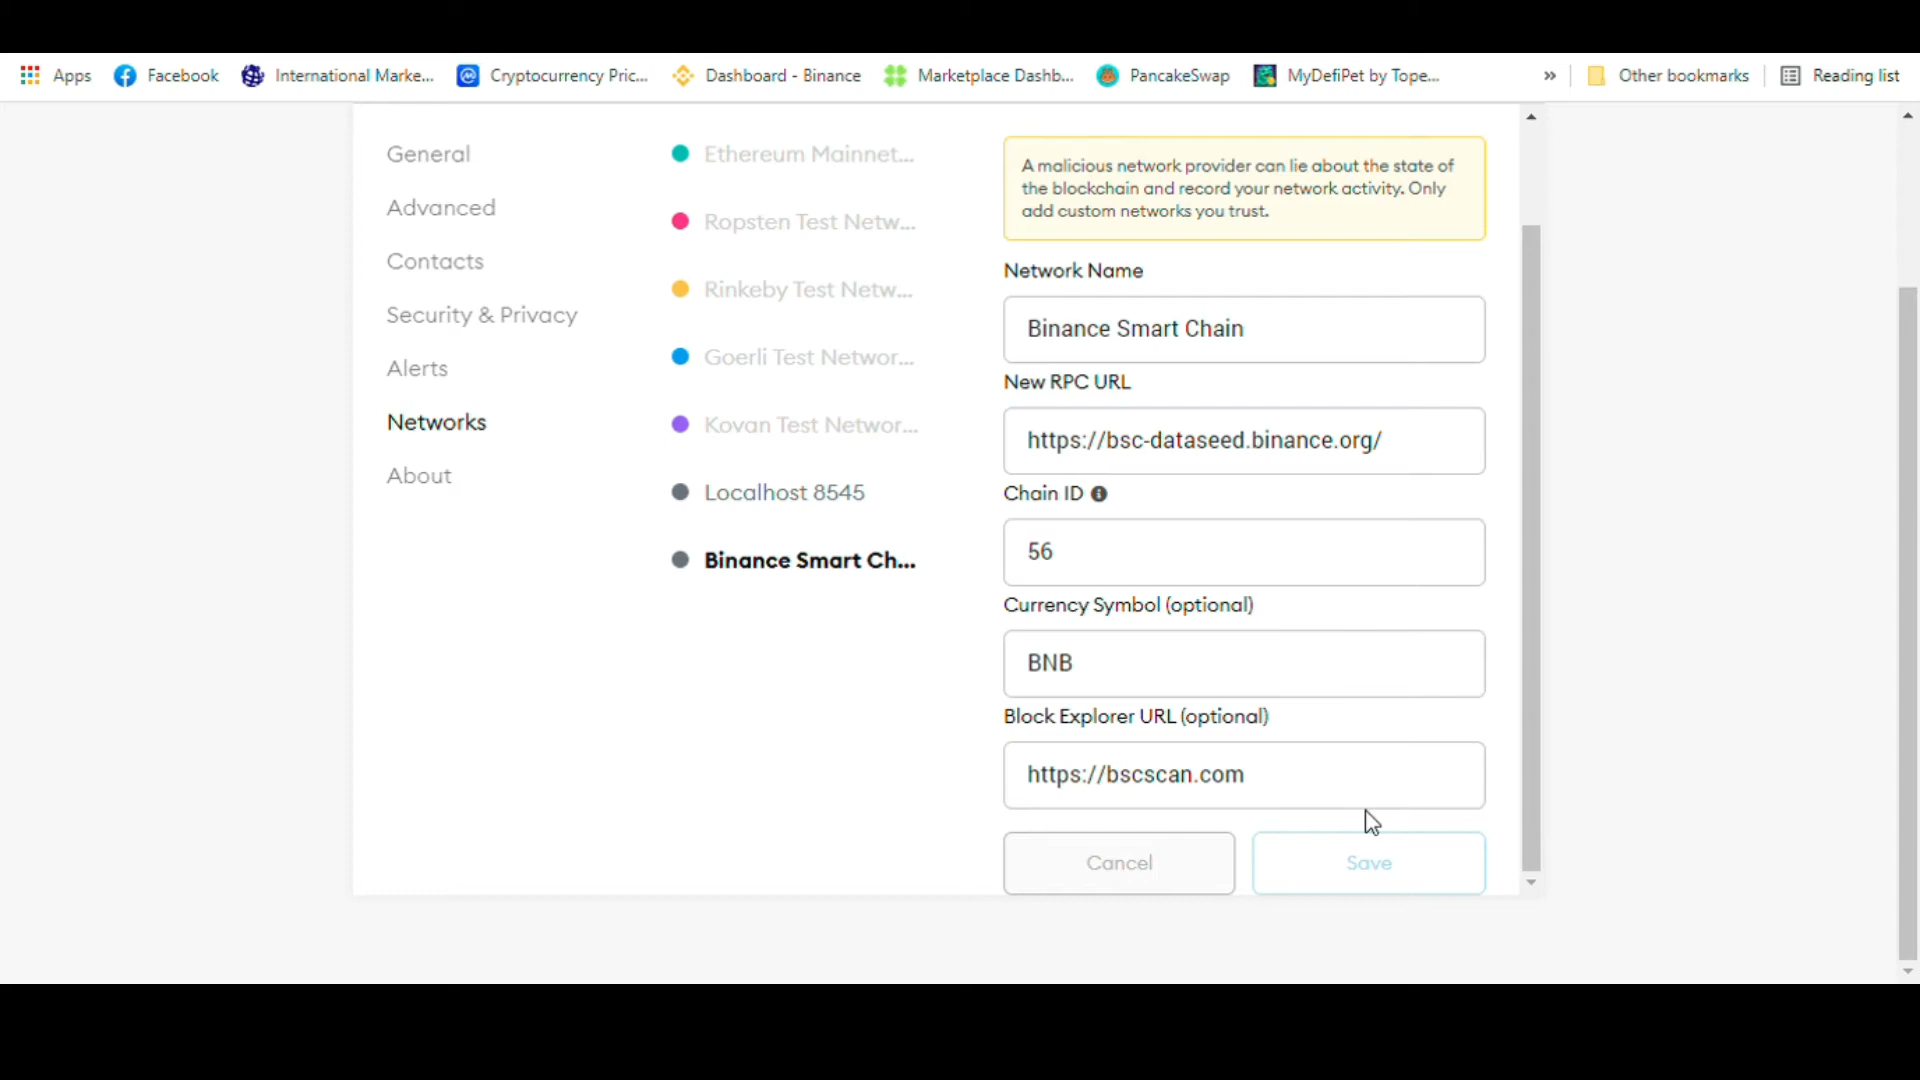 Apps Facebook International Marke... Cryptocurrency Pric... Dashboard - Binance Marketplace Dashb... PancakeSwap MyDefiPet by Tope... » Other bookmarks Reading list
General
Advanced
Contacts
Security & Privacy
Alerts
Networks
About
Ethereum Mainnet...
Ropsten Test Netw...
Rinkeby Test Netw...
Goerli Test Networ...
Kovan Test Networ...
Localhost 8545
Binance Smart Ch...
A malicious network provider can lie about the state of
the blockchain and record your network activity. Only
add custom networks you trust.
Network Name
Binance Smart Chain
New RPC URL
https://bsc-dataseed.binance.org/
Chain ID
56
Currency Symbol (optional)
BNB
Block Explorer URL (optional)
https://bscscan.com
Cancel Save